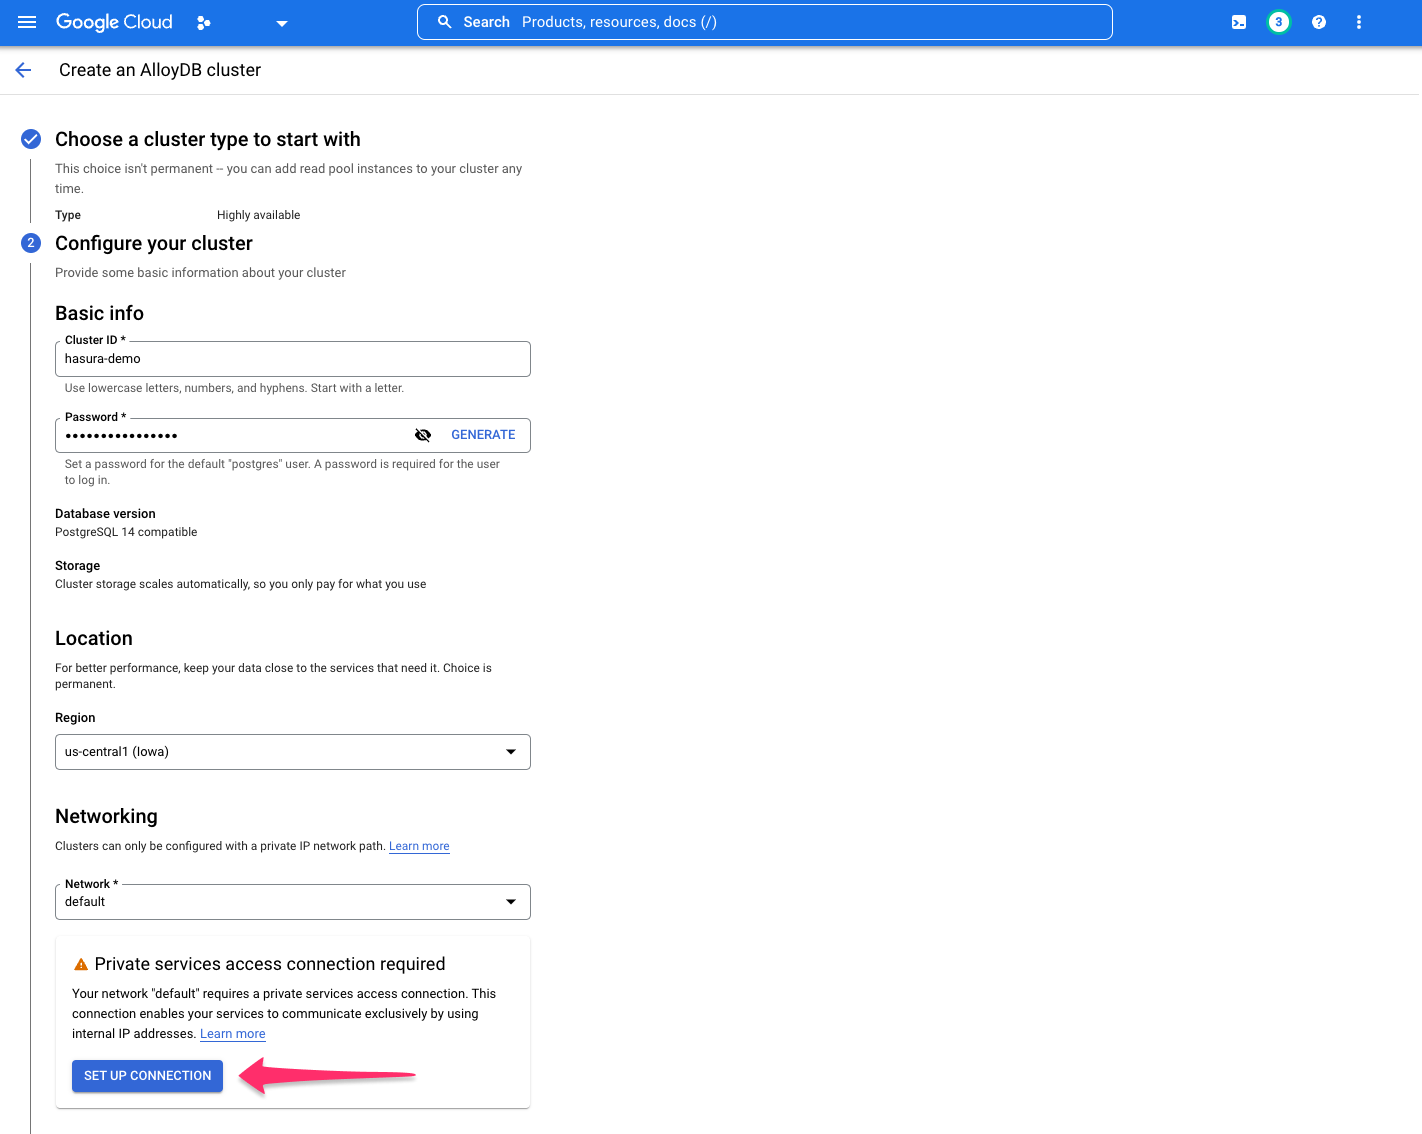 Google Cloud
Search Products, resources, docs (/)
3
Create an AlloyDB cluster
Choose a cluster type to start with
This choice isn't permanent -- you can add read pool instances to your cluster any
time.
Type Highly available
2 Configure your cluster
Provide some basic information about your cluster
Basic info
Cluster ID *
hasura-demo
Use lowercase letters, numbers, and hyphens. Start with a letter.
Password *
•••••••••••••••• GENERATE
Set a password for the default "postgres" user. A password is required for the user
to log in.
Database version
PostgreSQL 14 compatible
Storage
Cluster storage scales automatically, so you only pay for what you use
Location
For better performance, keep your data close to the services that need it. Choice is
permanent.
Region
us-central1 (Iowa)
Networking
Clusters can only be configured with a private IP network path. Learn more
Network *
default
Private services access connection required
Your network "default" requires a private services access connection. This
connection enables your services to communicate exclusively by using
internal IP addresses. Learn more
SET UP CONNECTION